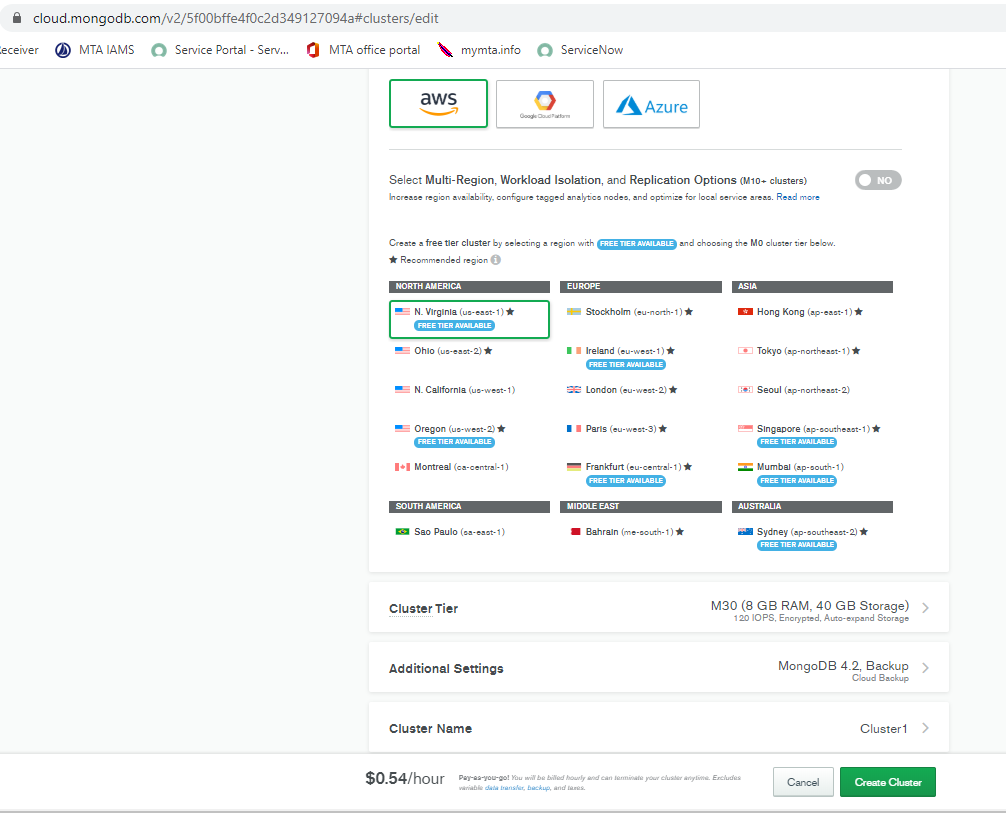 cloud.mongodb.com/v2/5f00bffe4f0c2d349127094a#clusters/edit
eceiver MTA IAMS Service Portal - Serv... MTA office portal mymta.info ServiceNow
aws Google Cloud Platform Azure
Select Multi-Region, Workload Isolation, and Replication Options (M10+ clusters) NO
Increase region availability, configure tagged analytics nodes, and optimize for local service areas. Read more
Create a free tier cluster by selecting a region with FREE TIER AVAILABLE and choosing the M0 cluster tier below.
★ Recommended region i
NORTH AMERICA
N. Virginia (us-east-1) ★
FREE TIER AVAILABLE
Ohio (us-east-2) ★
N. California (us-west-1)
Oregon (us-west-2) ★
FREE TIER AVAILABLE
Montreal (ca-central-1)
SOUTH AMERICA
Sao Paulo (sa-east-1)
EUROPE
Stockholm (eu-north-1) ★
Ireland (eu-west-1) ★
FREE TIER AVAILABLE
London (eu-west-2) ★
Paris (eu-west-3) ★
Frankfurt (eu-central-1) ★
FREE TIER AVAILABLE
MIDDLE EAST
Bahrain (me-south-1) ★
ASIA
Hong Kong (ap-east-1) ★
Tokyo (ap-northeast-1) ★
Seoul (ap-northeast-2)
Singapore (ap-southeast-1) ★
FREE TIER AVAILABLE
Mumbai (ap-south-1)
FREE TIER AVAILABLE
AUSTRALIA
Sydney (ap-southeast-2) ★
FREE TIER AVAILABLE
Cluster Tier M30 (8 GB RAM, 40 GB Storage)
120 IOPS, Encrypted, Auto-expand Storage
Additional Settings MongoDB 4.2, Backup
Cloud Backup
Cluster Name Cluster1
$0.54/hour
Pay-as-you-go! You will be billed hourly and can terminate your cluster anytime. Excludes
variable data transfer, backup, and taxes.
Cancel Create Cluster